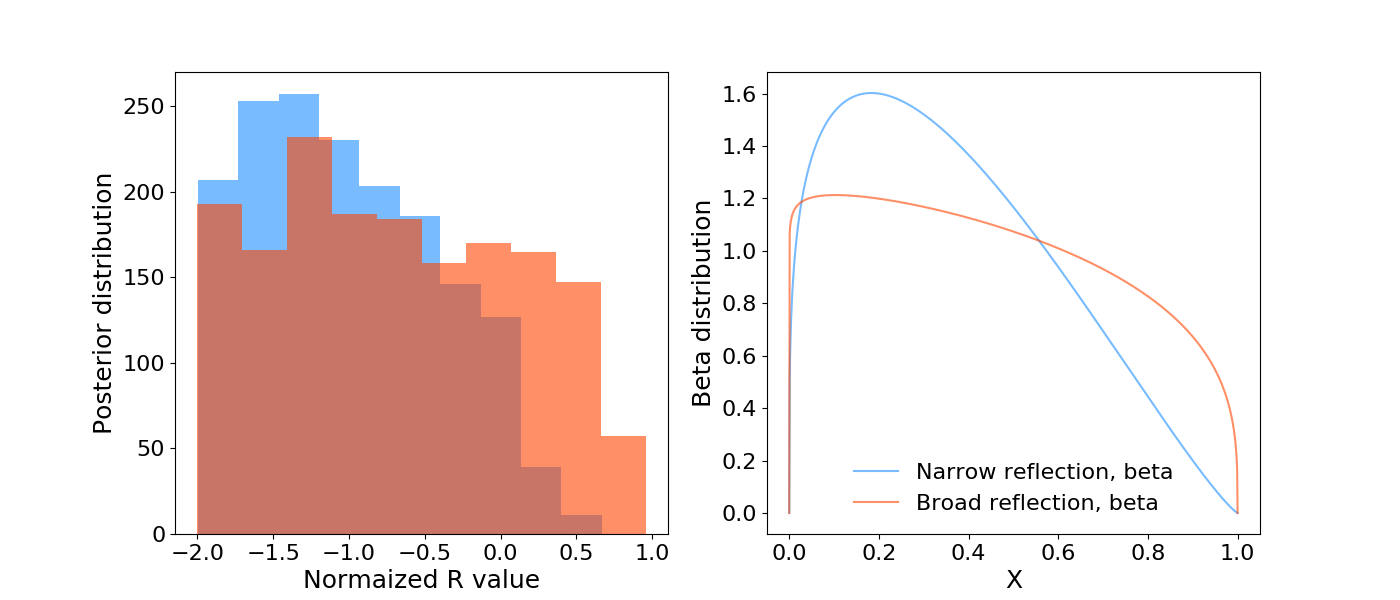 Posterior distribution
250
200
150
100
50
0
−2.0 −1.5 −1.0 −0.5 0.0 0.5 1.0
Normaized R value
Beta distribution
1.6
1.4
1.2
1.0
0.8
0.6
0.4
0.2
0.0
Narrow reflection, beta
Broad reflection, beta
0.0 0.2 0.4 0.6 0.8 1.0
X